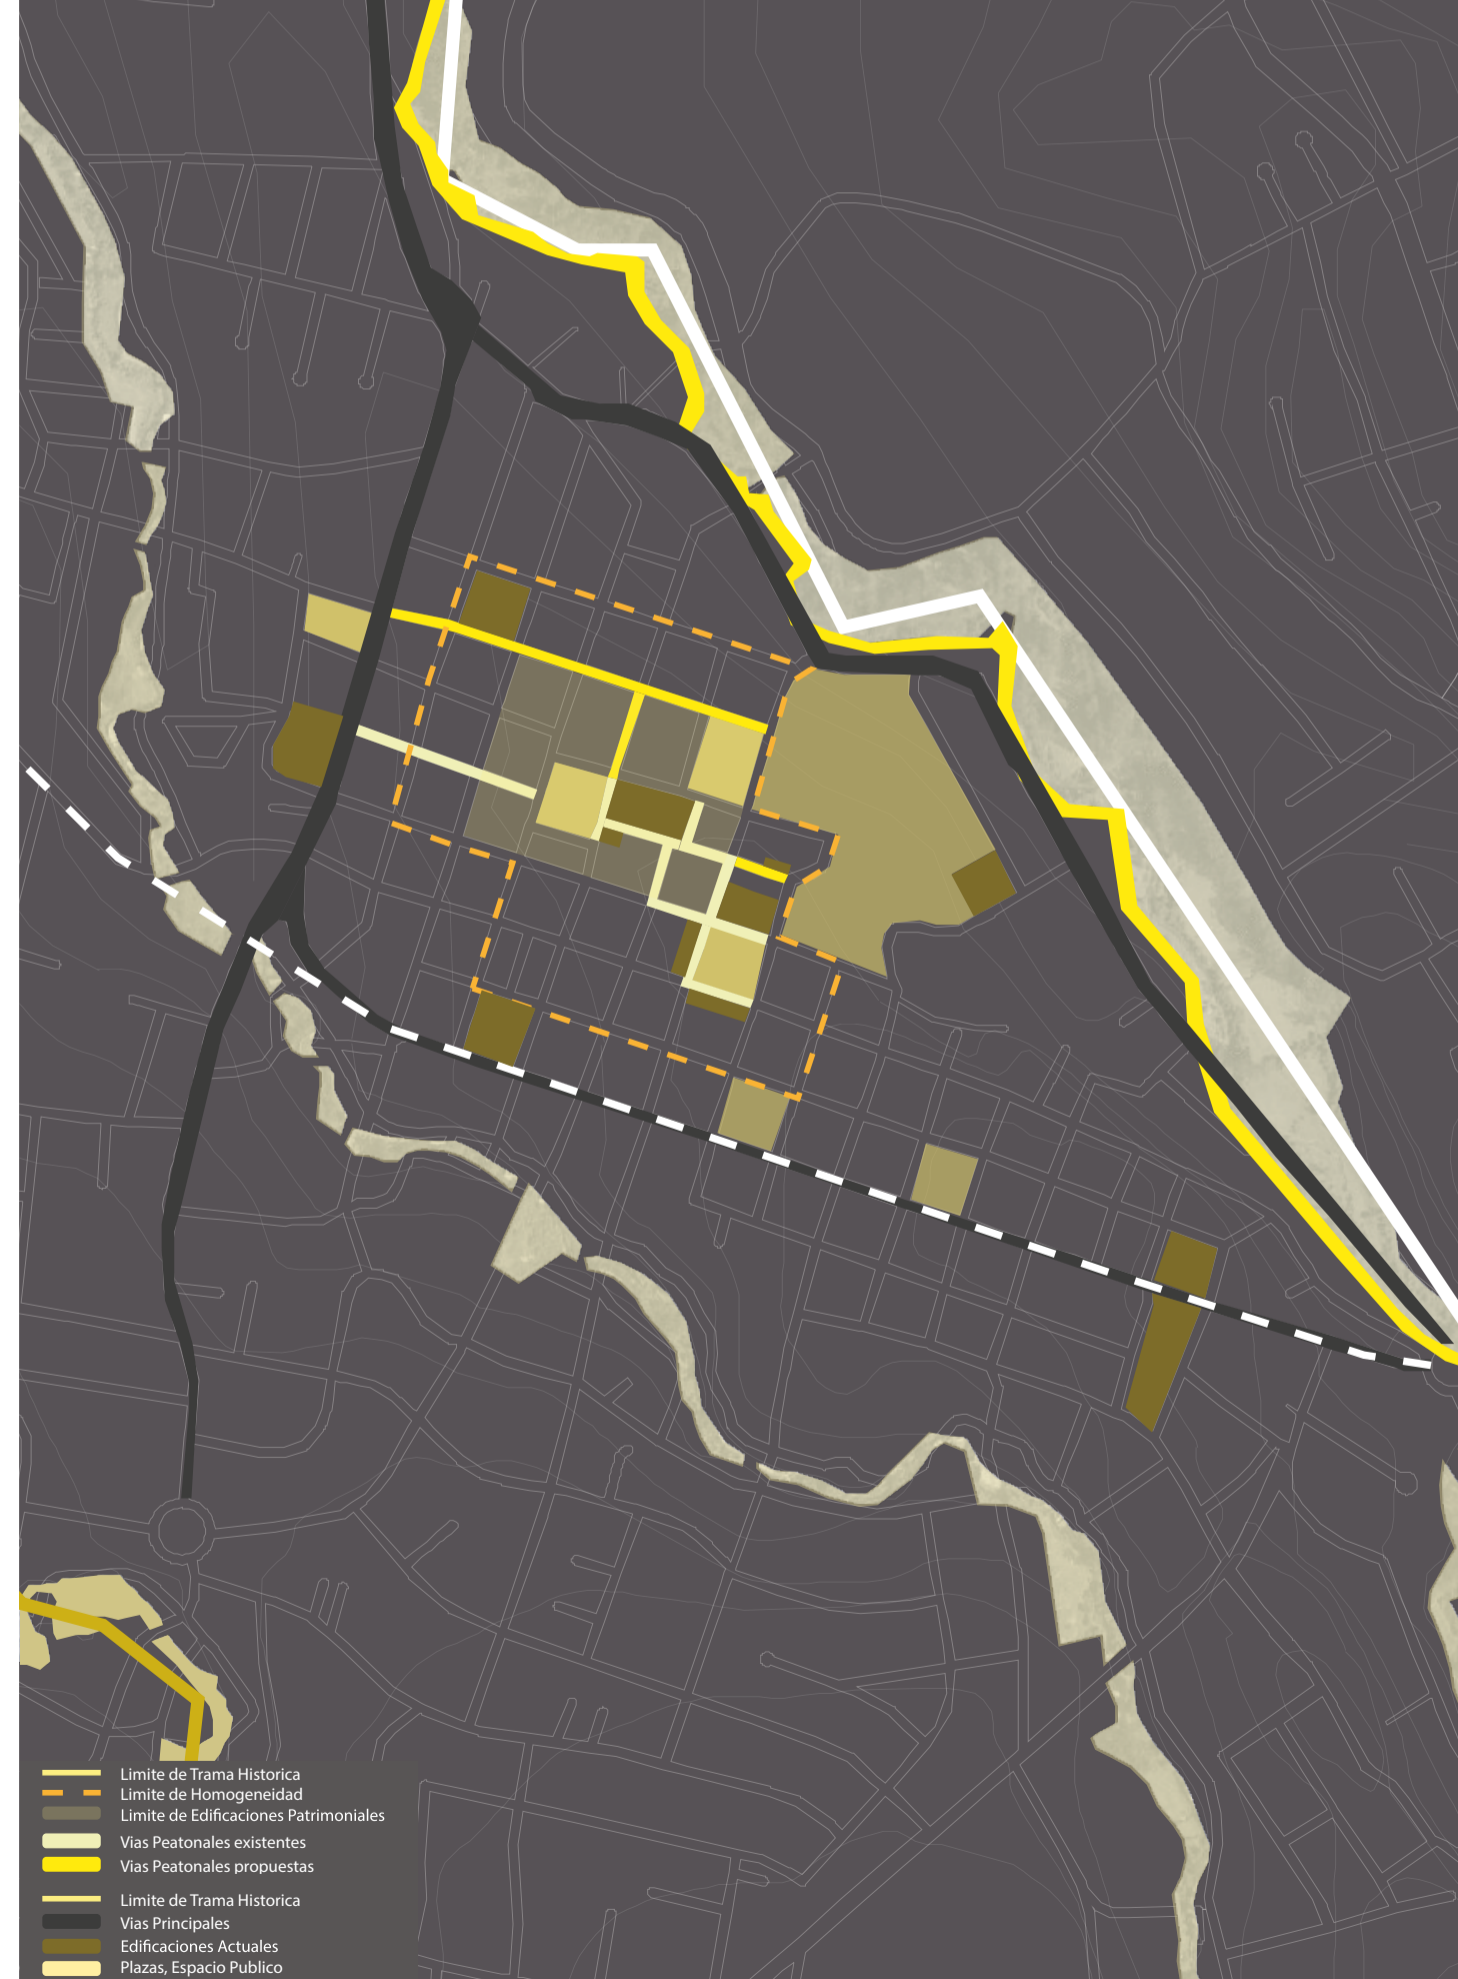 Limite de Trama Historica
Limite de Homogeneidad
Limite de Edificaciones Patrimoniales
Vias Peatonales existentes
Vias Peatonales propuestas
Limite de Trama Historica
Vias Principales
Edificaciones Actuales
Plazas, Espacio Publico